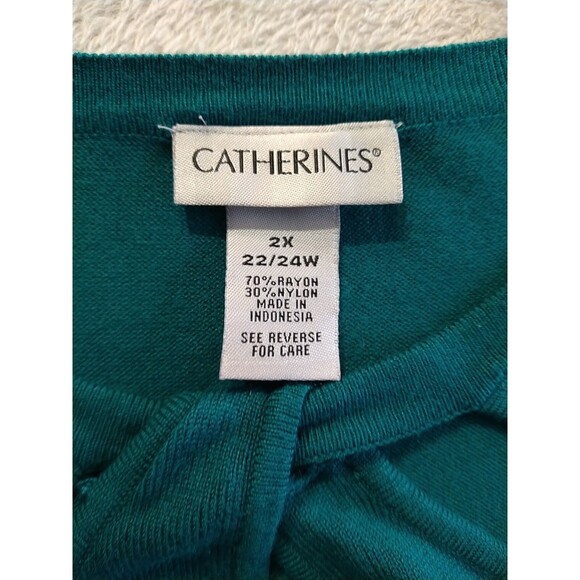 CATHERINES®
2X
22/24W
70%RAYON
30%NYLON
MADE IN
INDONESIA
SEE REVERSE
FOR CARE